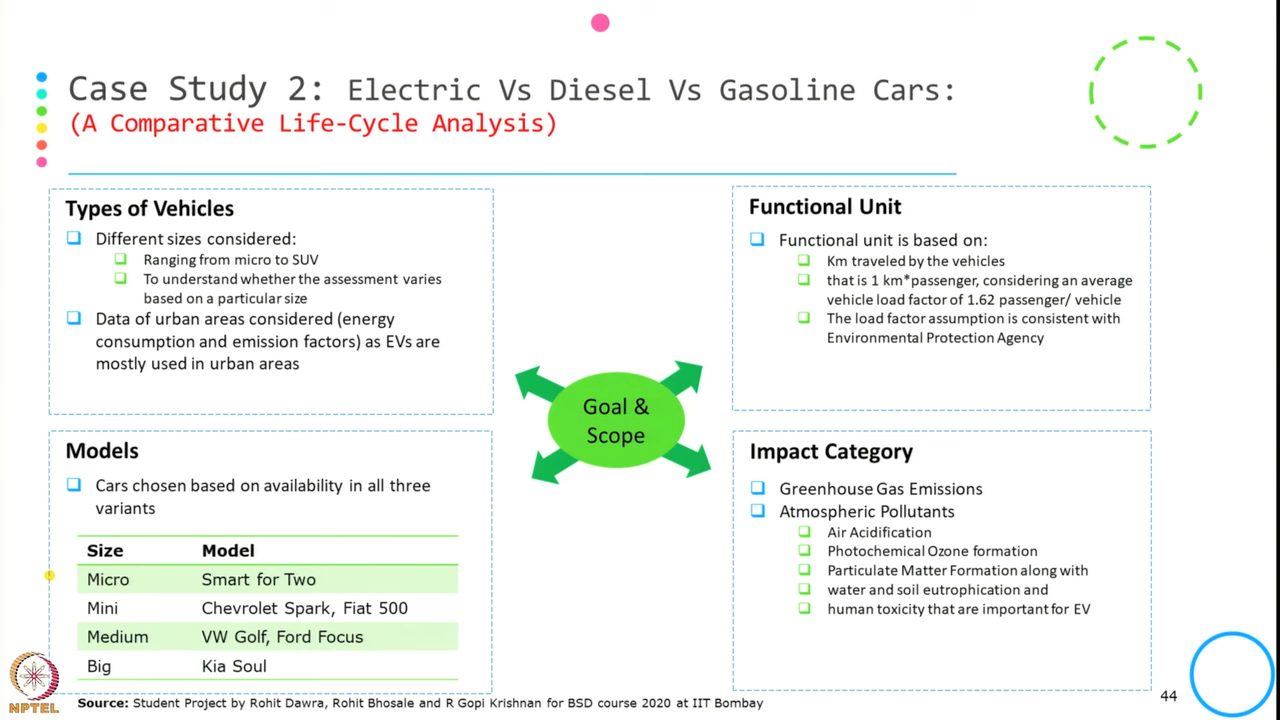 Case Study 2: Electric Vs Diesel Vs Gasoline Cars:
(A Comparative Life-Cycle Analysis)
Types of Vehicles
Different sizes considered:
Ranging from micro to SUV
To understand whether the assessment varies
based on a particular size
Data of urban areas considered (energy
consumption and emission factors) as EVs are
mostly used in urban areas
Functional Unit
Functional unit is based on:
Km traveled by the vehicles
that is 1 km*passenger, considering an average
vehicle load factor of 1.62 passenger/ vehicle
The load factor assumption is consistent with
Environmental Protection Agency
Goal &
Scope
Models
Cars chosen based on availability in all three
variants
Size Model
Micro Smart for Two
Mini Chevrolet Spark, Fiat 500
Medium VW Golf, Ford Focus
Big Kia Soul
Impact Category
Greenhouse Gas Emissions
Atmospheric Pollutants
Air Acidification
Photochemical Ozone formation
Particulate Matter Formation along with
water and soil eutrophication and
human toxicity that are important for EV
NPTEL
Source: Student Project by Rohit Dawra, Rohit Bhosale and R Gopi Krishnan for BSD course 2020 at IIT Bombay
44